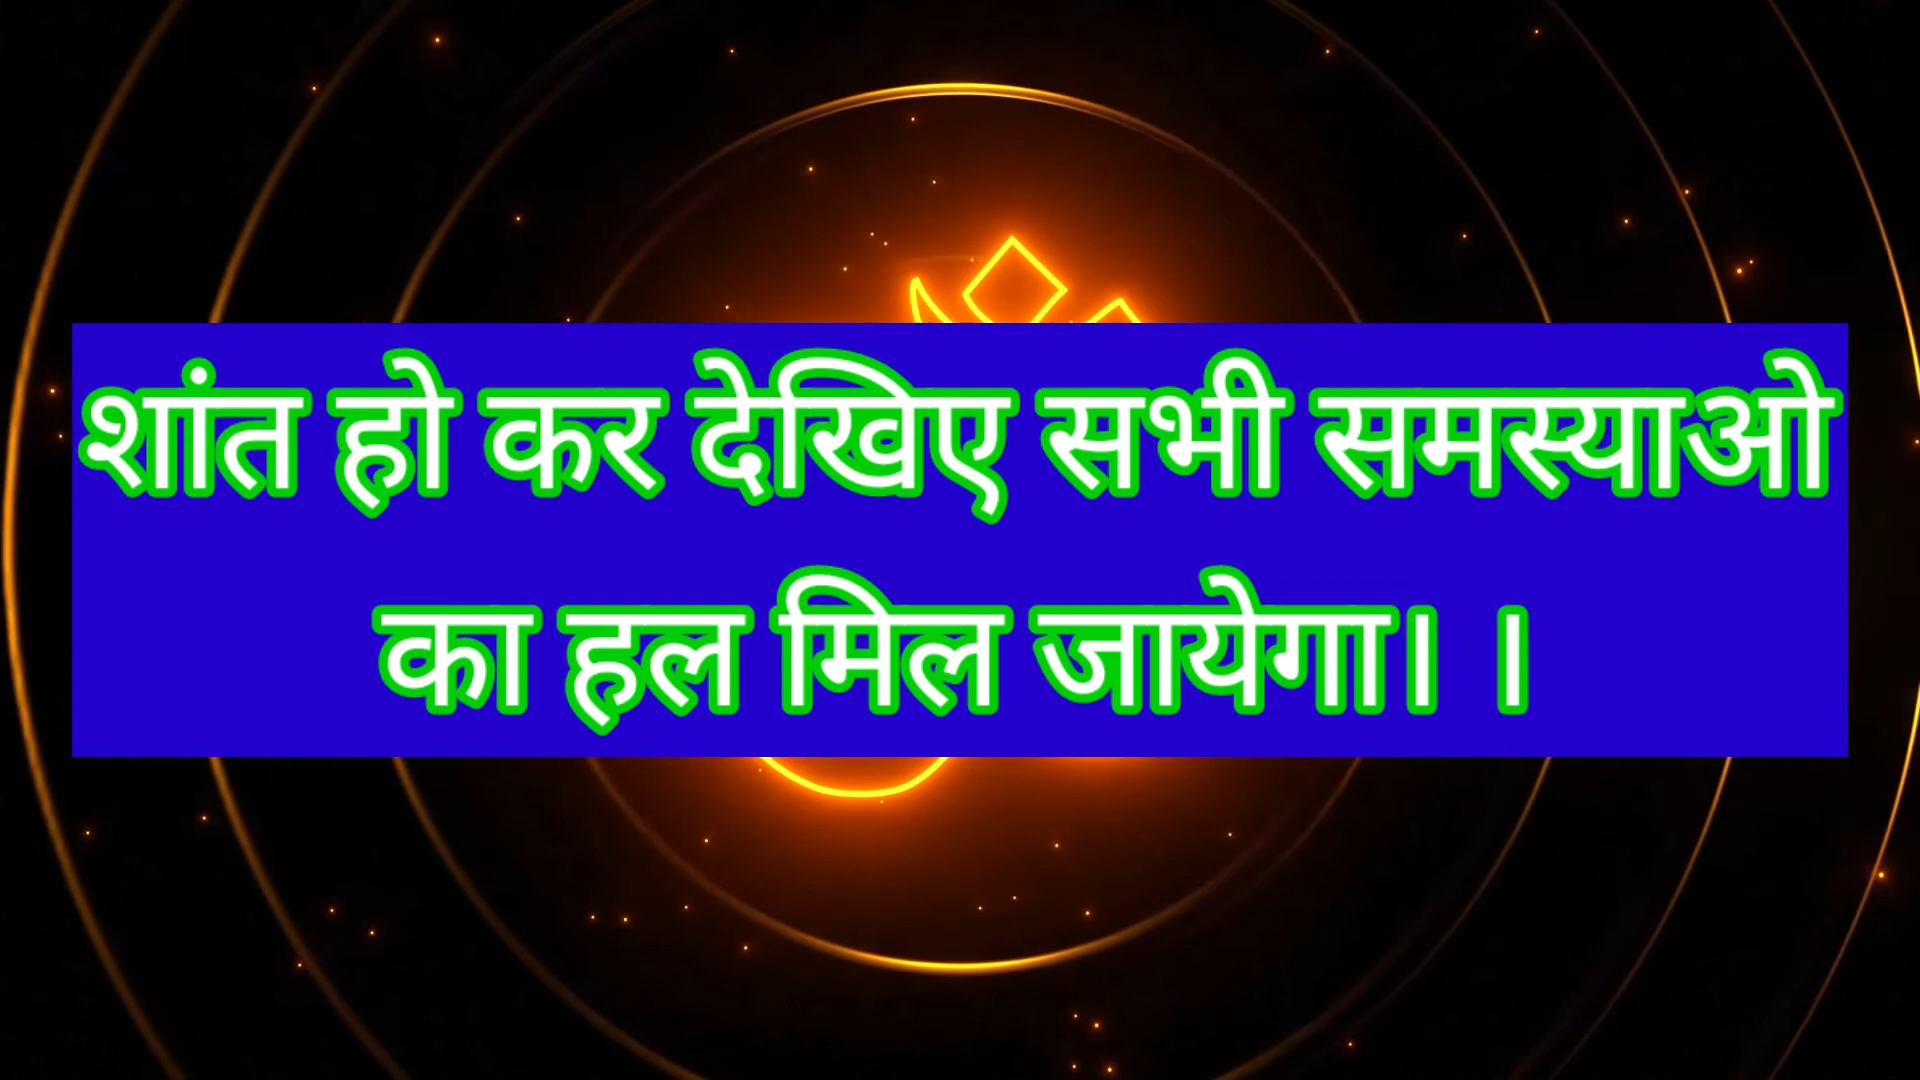 शांत हो कर देखिए सभी समस्याओ
का हल मिल जायेगा। ।